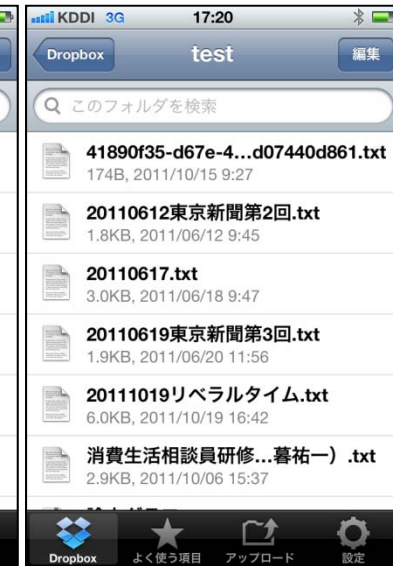 KDDI 3G 17:20
Dropbox test 編集
このフォルダを検索
41890f35-d67e-4...d07440d861.txt
174B, 2011/10/15 9:27
20110612東京新聞第2回.txt
1.8KB, 2011/06/12 9:45
20110617.txt
3.0KB, 2011/06/18 9:47
20110619東京新聞第3回.txt
1.9KB, 2011/06/20 11:56
20111019リベラルタイム.txt
6.0KB, 2011/10/19 16:42
消費生活相談員研修...暮祐一）.txt
2.9KB, 2011/10/06 15:37
Dropbox よく使う項目 アップロード 設定